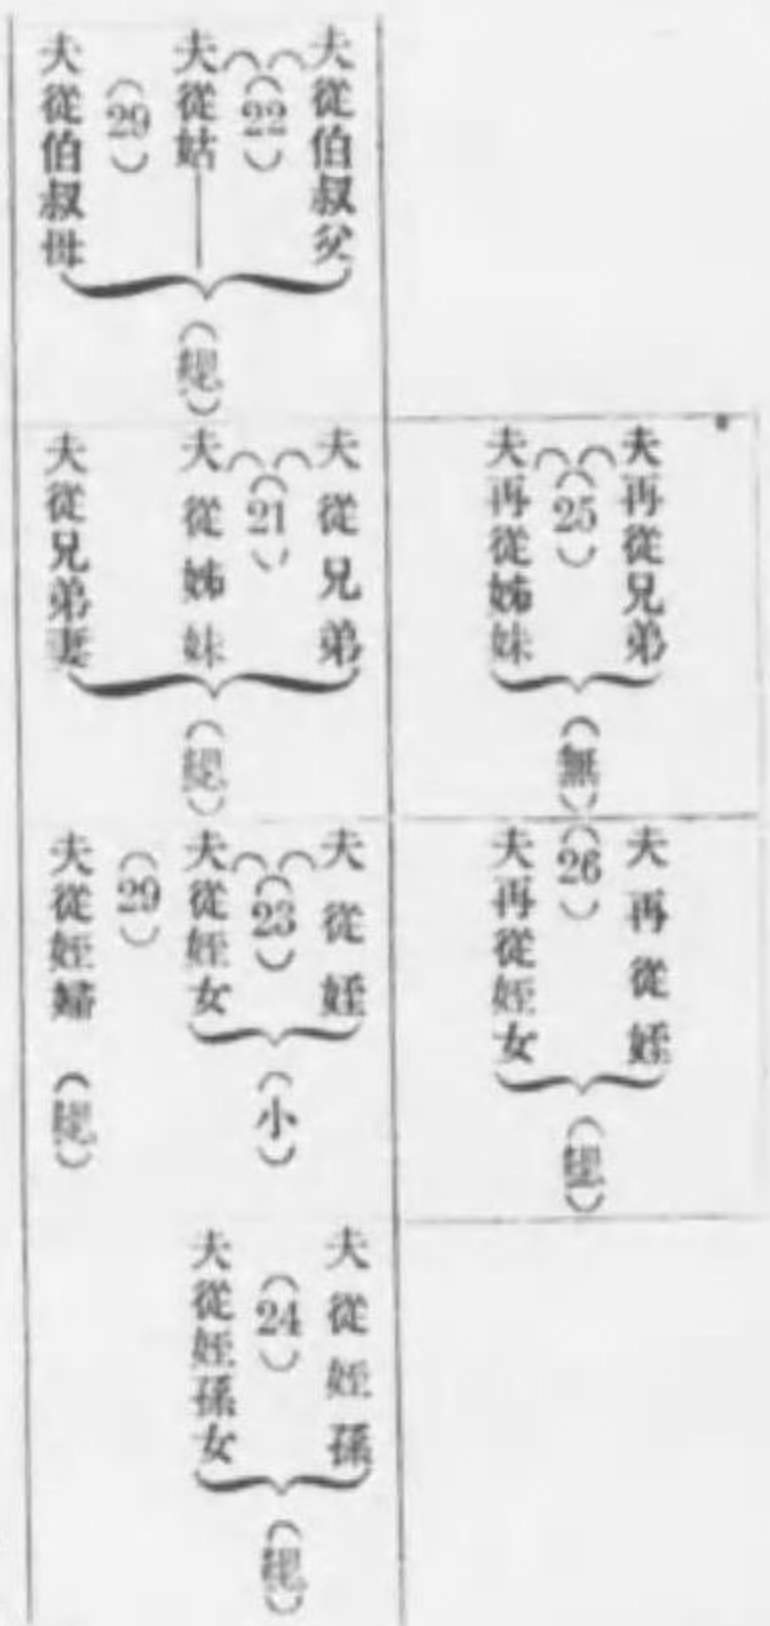 夫再從兄弟
(25)
夫再從姊妹
(無)
夫再從姪
(26)
夫再從姪女
(緦)
夫從伯叔父
(22)
夫從姑
(29)
夫從伯叔母
(緦)
夫從兄弟
(21)
夫從姊妹
夫從兄弟妻
(緦)
夫從姪
(23)
夫從姪女
(小)
(29)
夫從姪婦
(緦)
夫從姪孫
(24)
夫從姪孫女
(緦)